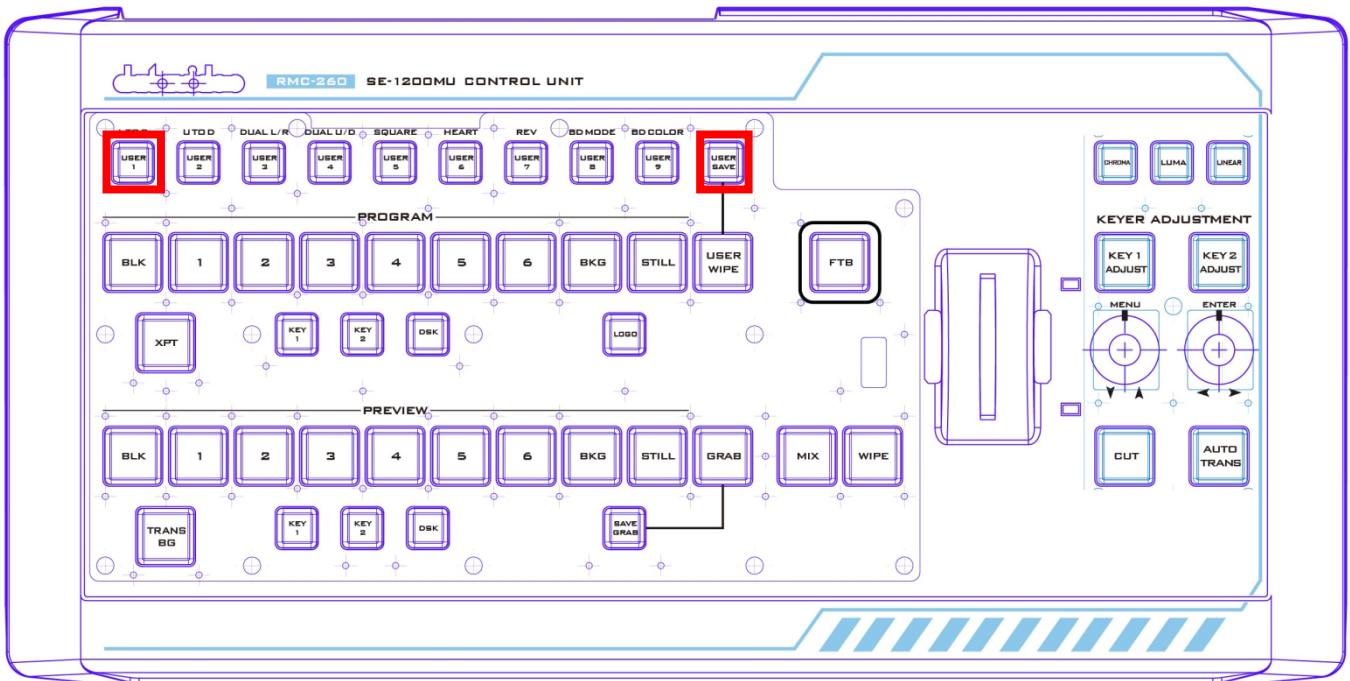 RMC-260 SE-1200MU CONTROL UNIT
U TO D DUAL L/R DUAL U/D SQUARE HEART REV BD MODE BD COLOR
USER 1 USER 2 USER 3 USER 4 USER 5 USER 6 USER 7 USER 8 USER 9 USER SAVE
CHROMA LUMA LINEAR
PROGRAM
KEYER ADJUSTMENT
BLK 1 2 3 4 5 6 BKG STILL USER WIPE FTB
KEY 1 ADJUST KEY 2 ADJUST
MENU ENTER
XPT KEY 1 KEY 2 DSK LOGO
PREVIEW
BLK 1 2 3 4 5 6 BKG STILL GRAB MIX WIPE
CUT AUTO TRANS
TRANS BG KEY 1 KEY 2 DSK SAVE GRAB